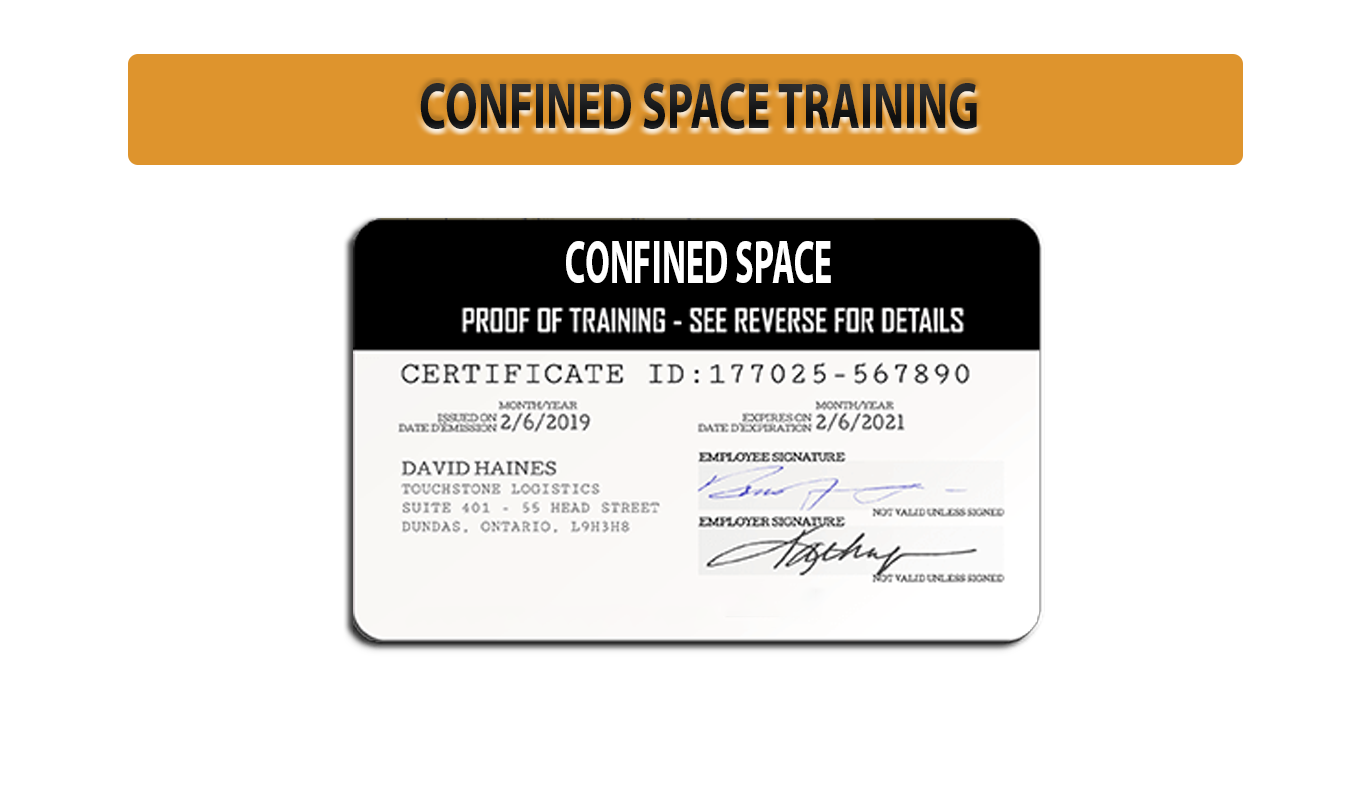 CONFINED SPACE TRAINING
CONFINED SPACE
PROOF OF TRAINING - SEE REVERSE FOR DETAILS
CERTIFICATE ID:177025-567890
MONTH/YEAR
ISSUED ON
DATE D'EMISSION 2/6/2019
MONTH/YEAR
EXPIRES ON
DATE D'EXPIRATION 2/6/2021
DAVID HAINES
TOUCHSTONE LOGISTICS
SUITE 401 - 55 HEAD STREET
DUNDAS, ONTARIO, L9H3H8
EMPLOYEE SIGNATURE
NOT VALID UNLESS SIGNED
EMPLOYER SIGNATURE
NOT VALID UNLESS SIGNED